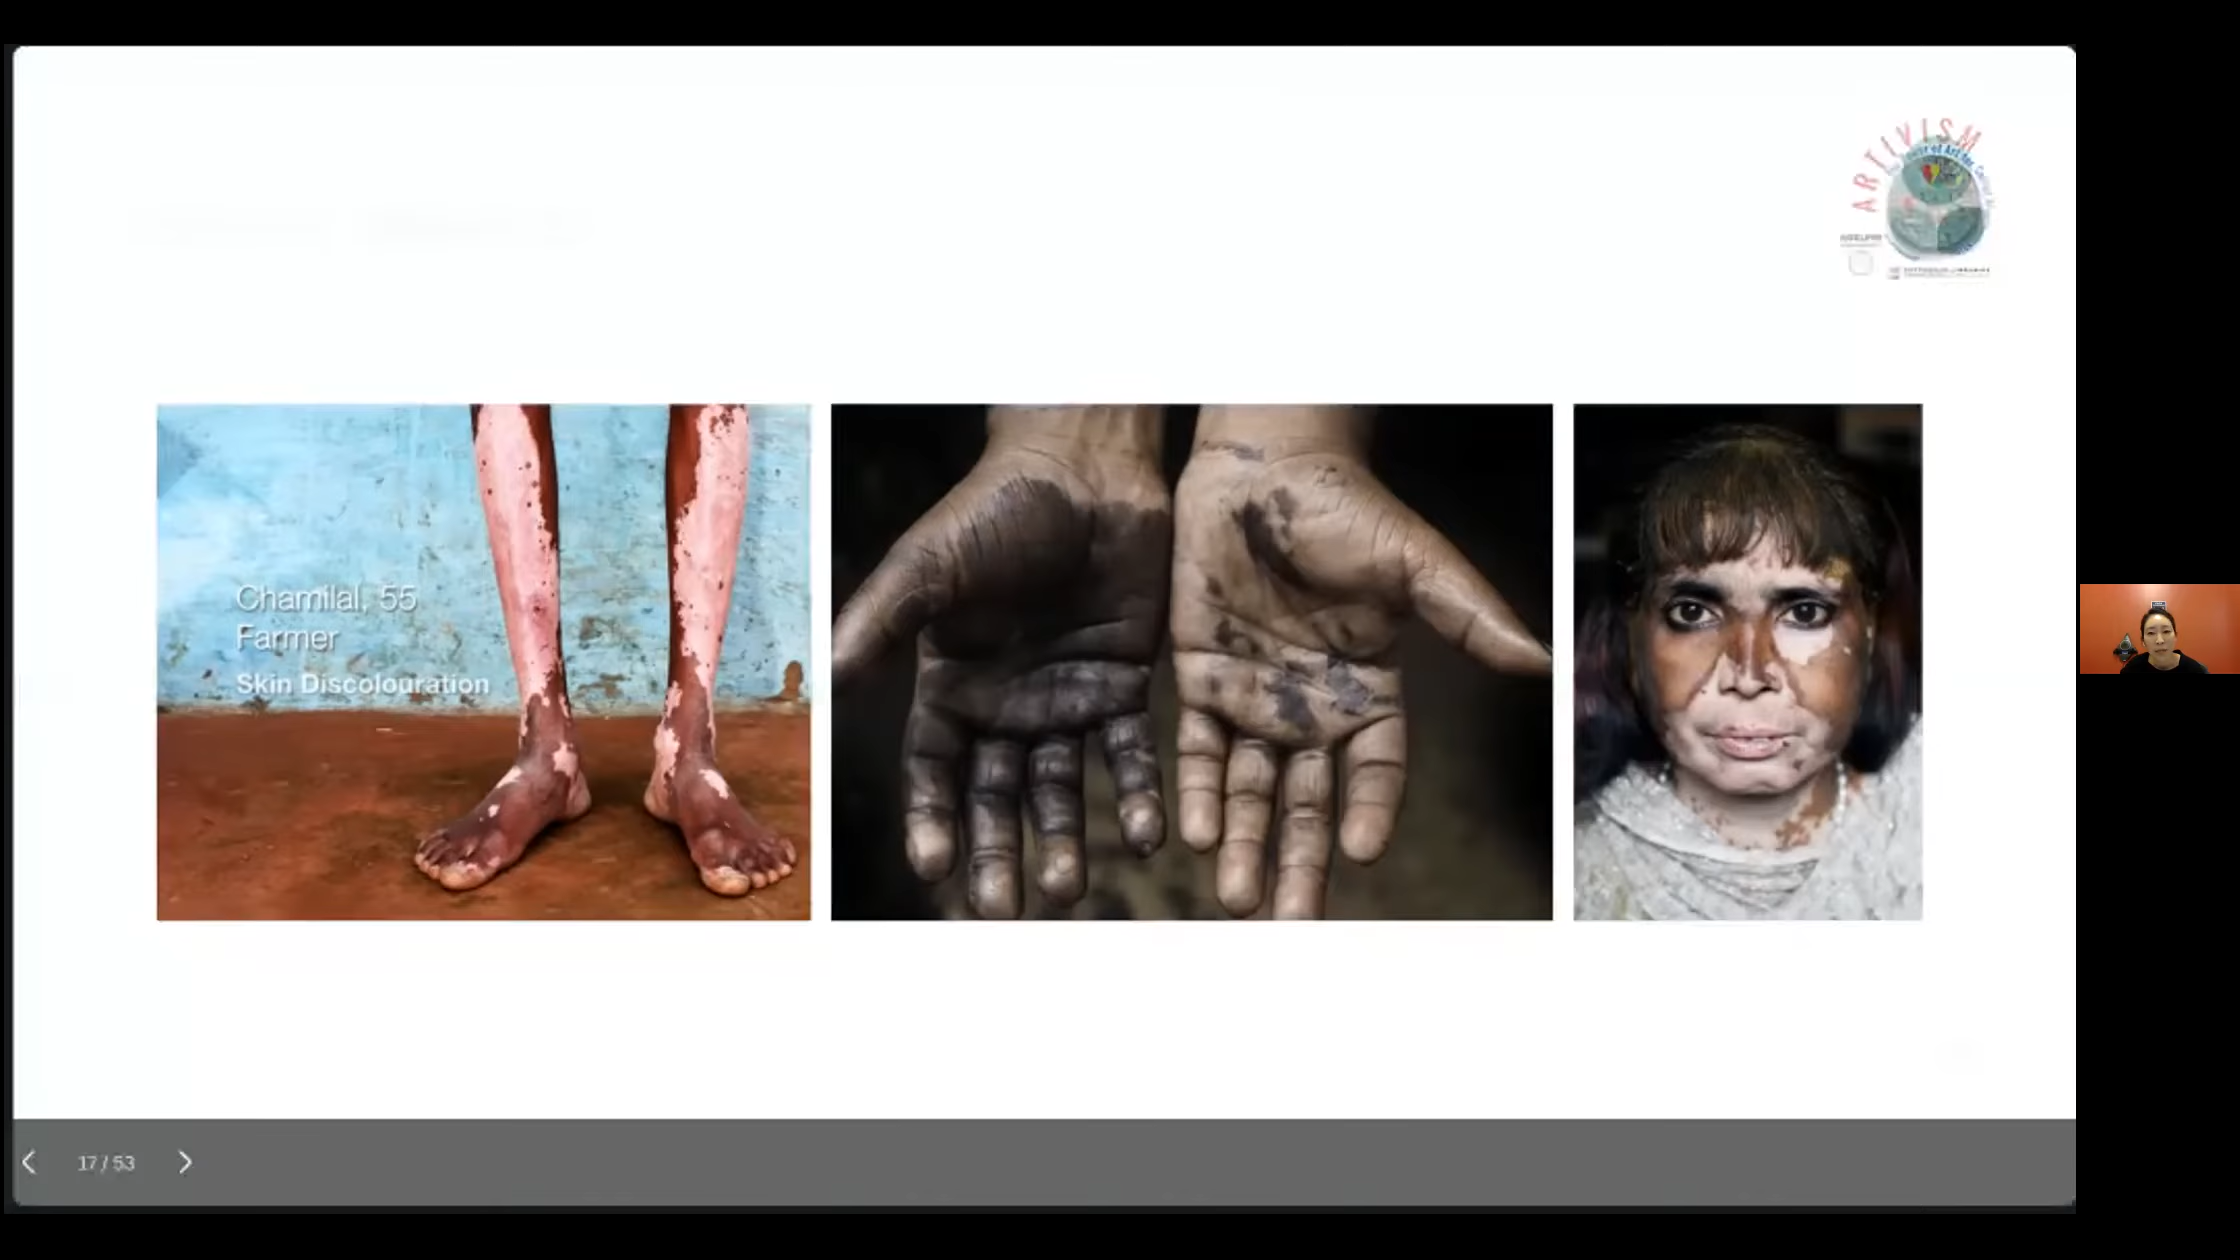 ARTIVISM
Chamilal, 55
Farmer
Skin Discolouration
17 / 53